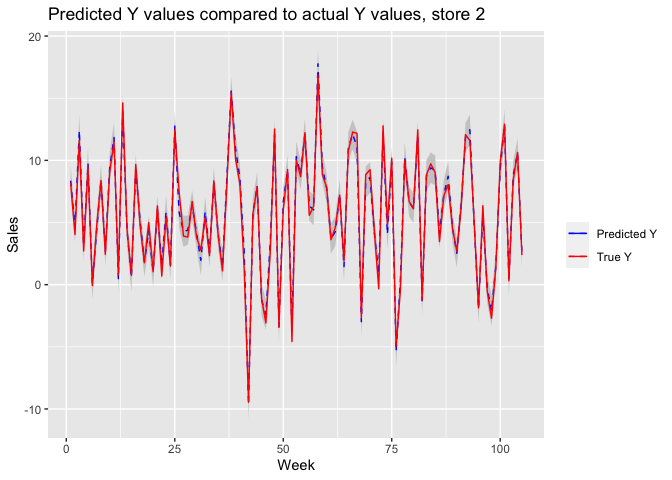 Predicted Y values compared to actual Y values, store 2
20
10
0
-10
Sales
0 25 50 75 100
Week
Predicted Y
True Y